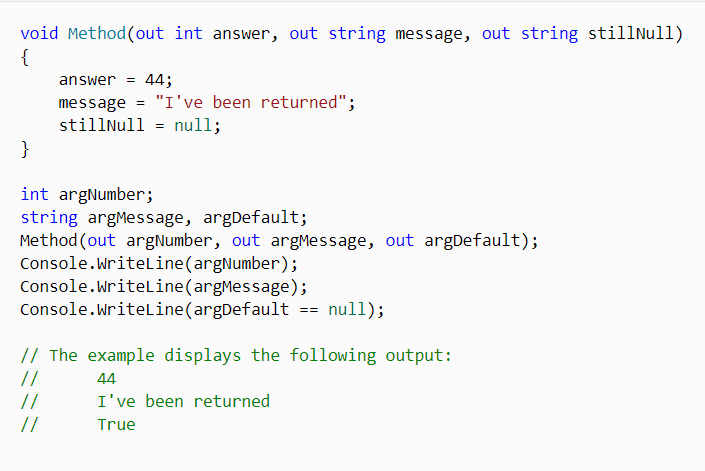 void Method(out int answer, out string message, out string stillNull)
{
    answer = 44;
    message = "I've been returned";
    stillNull = null;
}

int argNumber;
string argMessage, argDefault;
Method(out argNumber, out argMessage, out argDefault);
Console.WriteLine(argNumber);
Console.WriteLine(argMessage);
Console.WriteLine(argDefault == null);

// The example displays the following output:
//      44
//      I've been returned
//      True